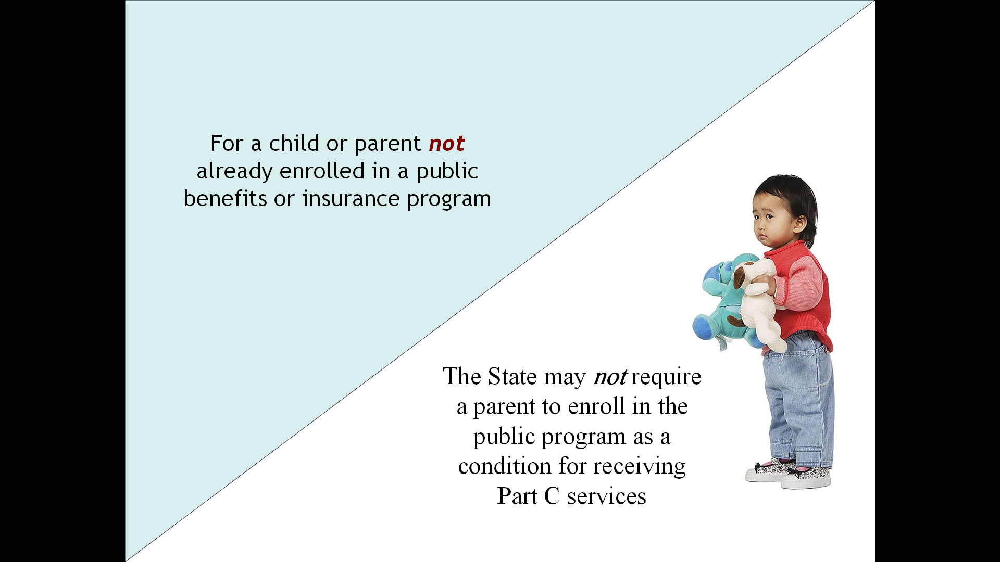 For a child or parent not
already enrolled in a public
benefits or insurance program
The State may not require
a parent to enroll in the
public program as a
condition for receiving
Part C services